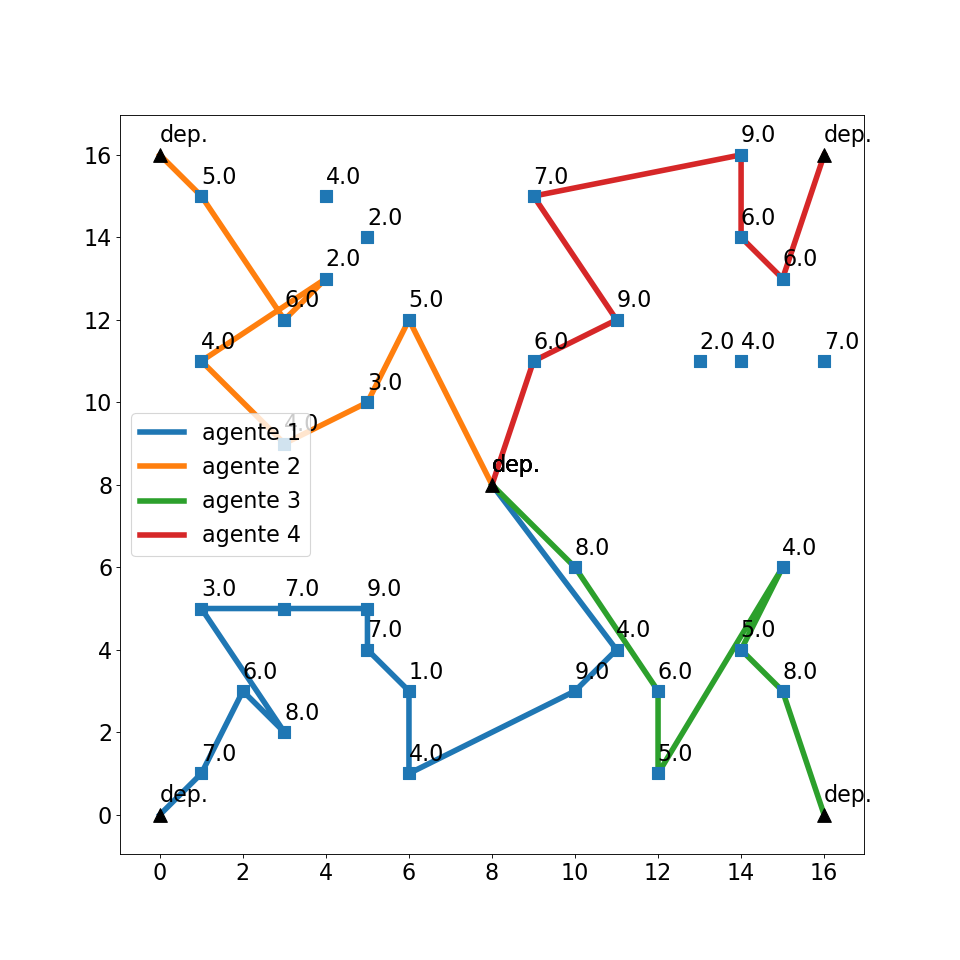 dep. 9.0 dep.
16
5.0 4.0 7.0
2.0 6.0
14
2.0 6.0
6.0 5.0 9.0
12
4.0 6.0 2.0 4.0 7.0
3.0
10
4.0
agente 1
agente 2
agente 3
agente 4
dep.
8
8.0 4.0
6
3.0 7.0 9.0
7.0 4.0 5.0
4
6.0 1.0 9.0 6.0 8.0
8.0
2
7.0 4.0 5.0
dep. dep.
0
0 2 4 6 8 10 12 14 16